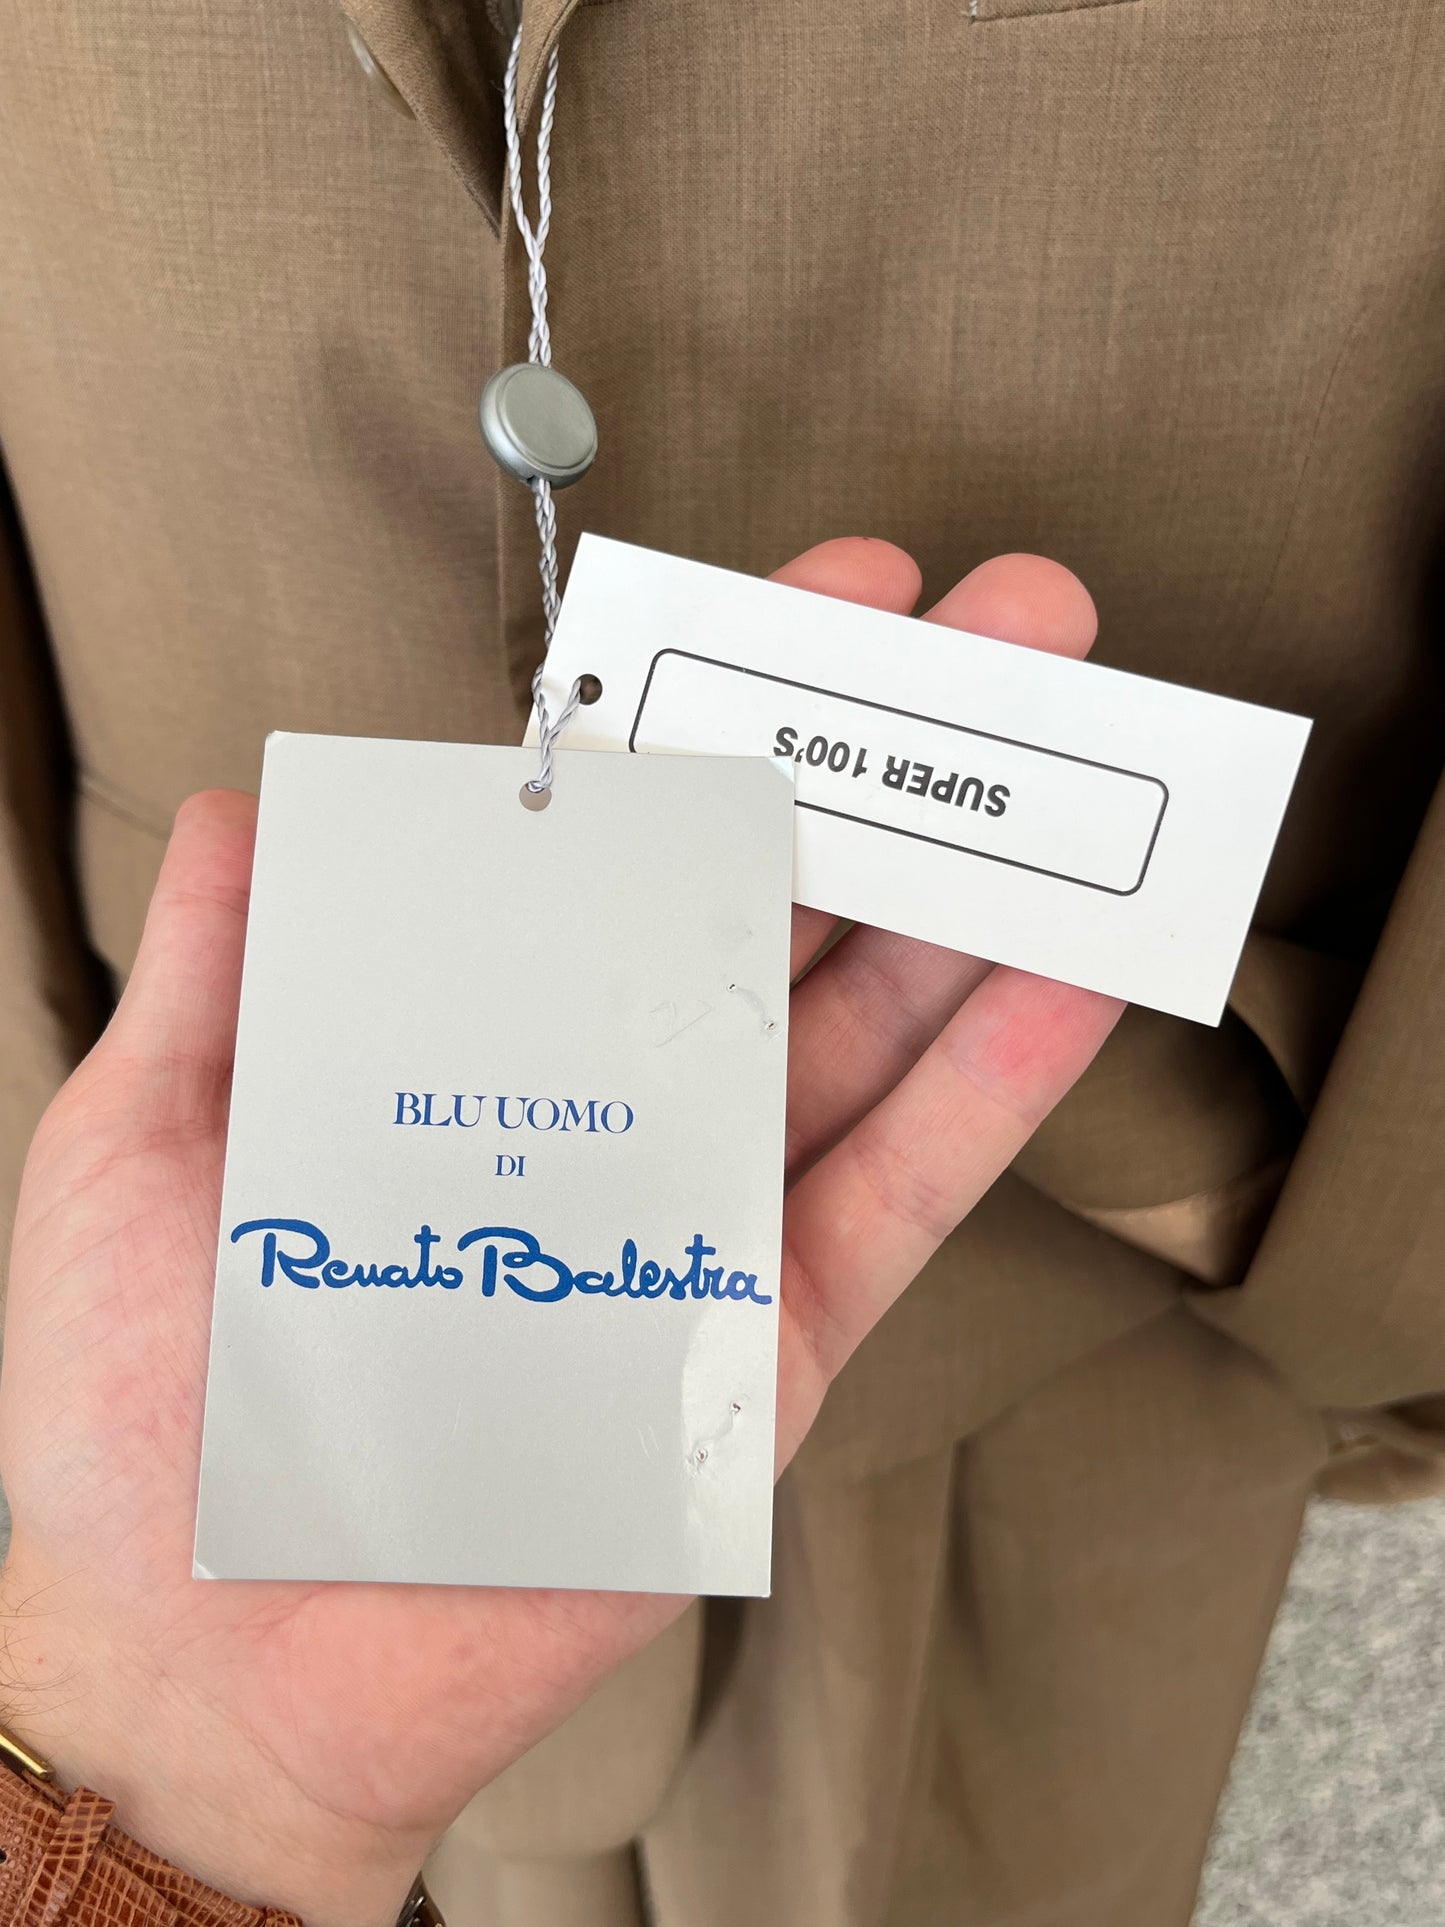 SUPER 100'S
BLU UOMO
DI
Renato Balestra